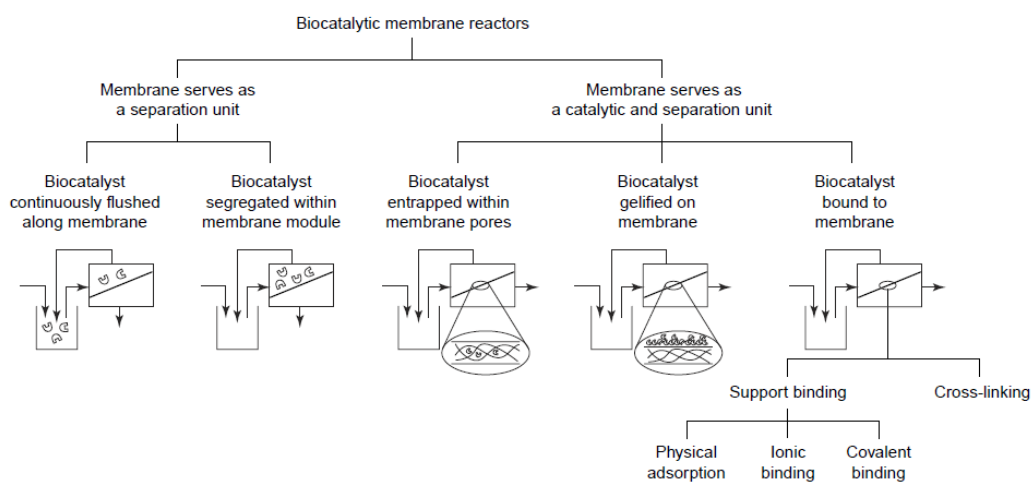 Biocatalytic membrane reactors
Membrane serves as
a separation unit
Membrane serves as
a catalytic and separation unit
Biocatalyst
continuously flushed
along membrane
Biocatalyst
segregated within
membrane module
Biocatalyst
entrapped within
membrane pores
Biocatalyst
gelified on
membrane
Biocatalyst
bound to
membrane
Support binding
Cross-linking
Physical
adsorption
Ionic
binding
Covalent
binding